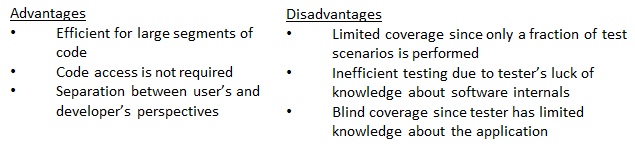 Advantages
• Efficient for large segments of
code
• Code access is not required
• Separation between user's and
developer's perspectives
Disadvantages
• Limited coverage since only a fraction of test
scenarios is performed
• Inefficient testing due to tester's luck of
knowledge about software internals
• Blind coverage since tester has limited
knowledge about the application